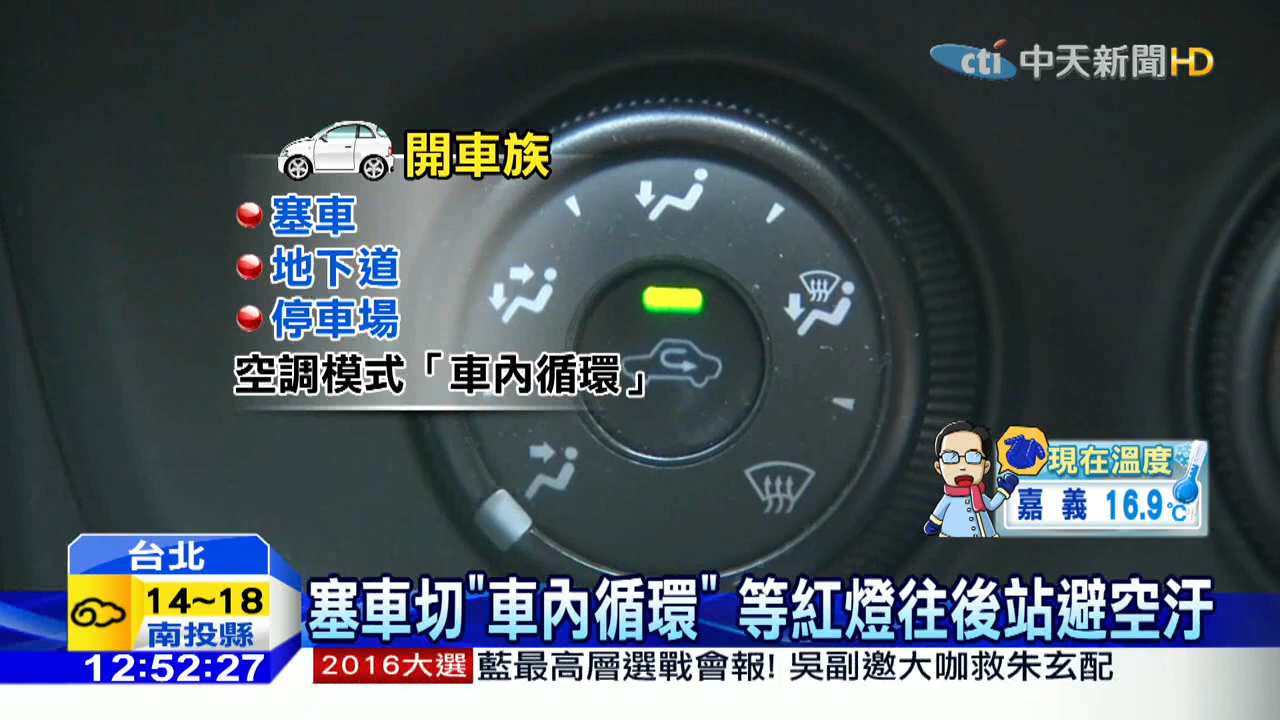 cti 中天新聞HD
開車族
塞車
地下道
停車場
空調模式「車內循環」
現在溫度
嘉義 16.9℃
台北
14~18
南投縣
塞車切"車內循環" 等紅燈往後站避空汙
12:52:27
2016大選 藍最高層選戰會報! 吳副邀大咖救朱玄配